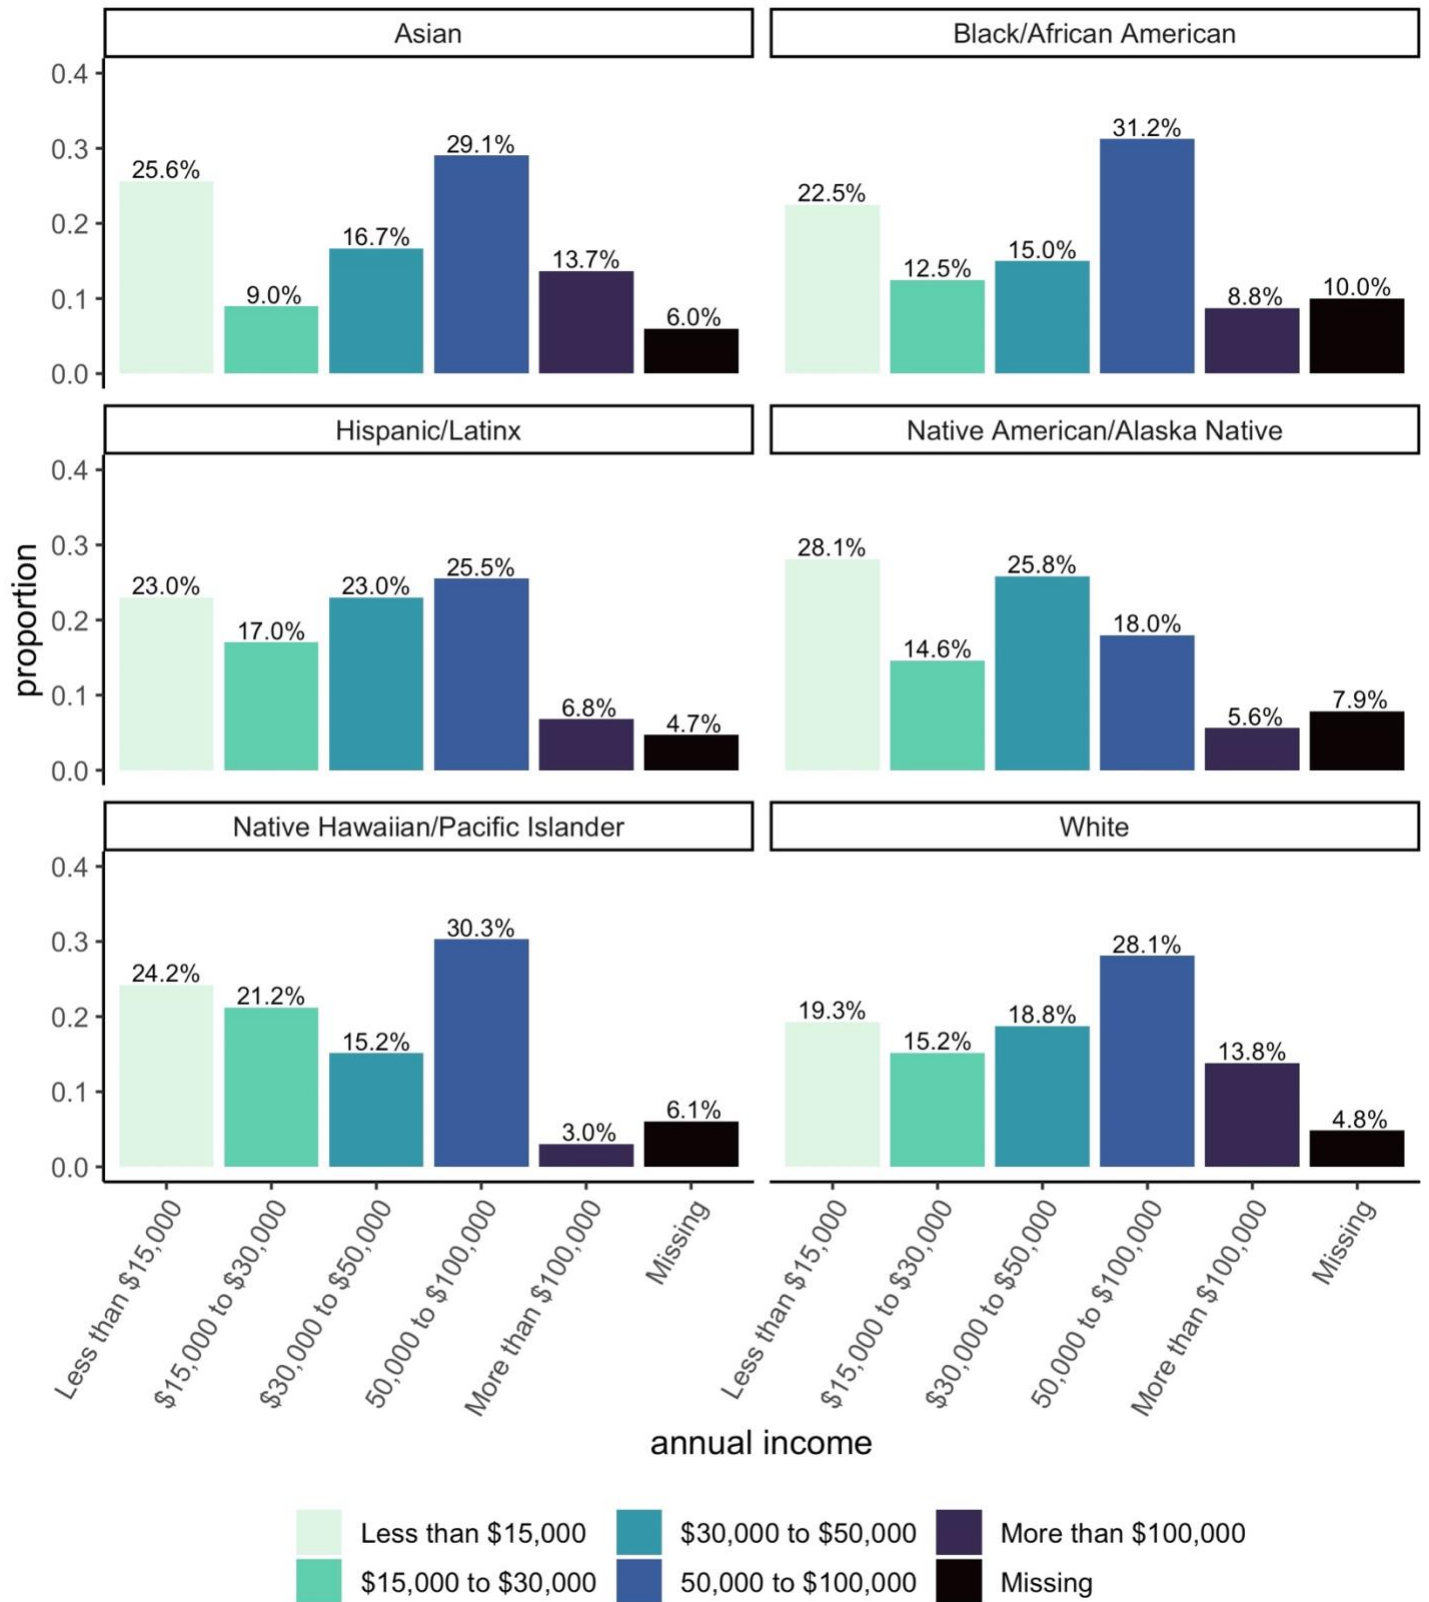 Asian
Black/African American
0.4
0.3
0.2
0.1
0.0
25.6%
9.0%
16.7%
29.1%
13.7%
6.0%
22.5%
12.5%
15.0%
31.2%
8.8%
10.0%
Hispanic/Latinx
Native American/Alaska Native
proportion
0.4
0.3
0.2
0.1
0.0
23.0%
17.0%
23.0%
25.5%
6.8%
4.7%
28.1%
14.6%
25.8%
18.0%
5.6%
7.9%
Native Hawaiian/Pacific Islander
White
0.4
0.3
0.2
0.1
0.0
24.2%
21.2%
15.2%
30.3%
3.0%
6.1%
19.3%
15.2%
18.8%
28.1%
13.8%
4.8%
Less than $15,000
$15,000 to $30,000
$30,000 to $50,000
50,000 to $100,000
More than $100,000
Missing
Less than $15,000
$15,000 to $30,000
$30,000 to $50,000
50,000 to $100,000
More than $100,000
Missing
annual income
Less than $15,000
$30,000 to $50,000
More than $100,000
$15,000 to $30,000
50,000 to $100,000
Missing